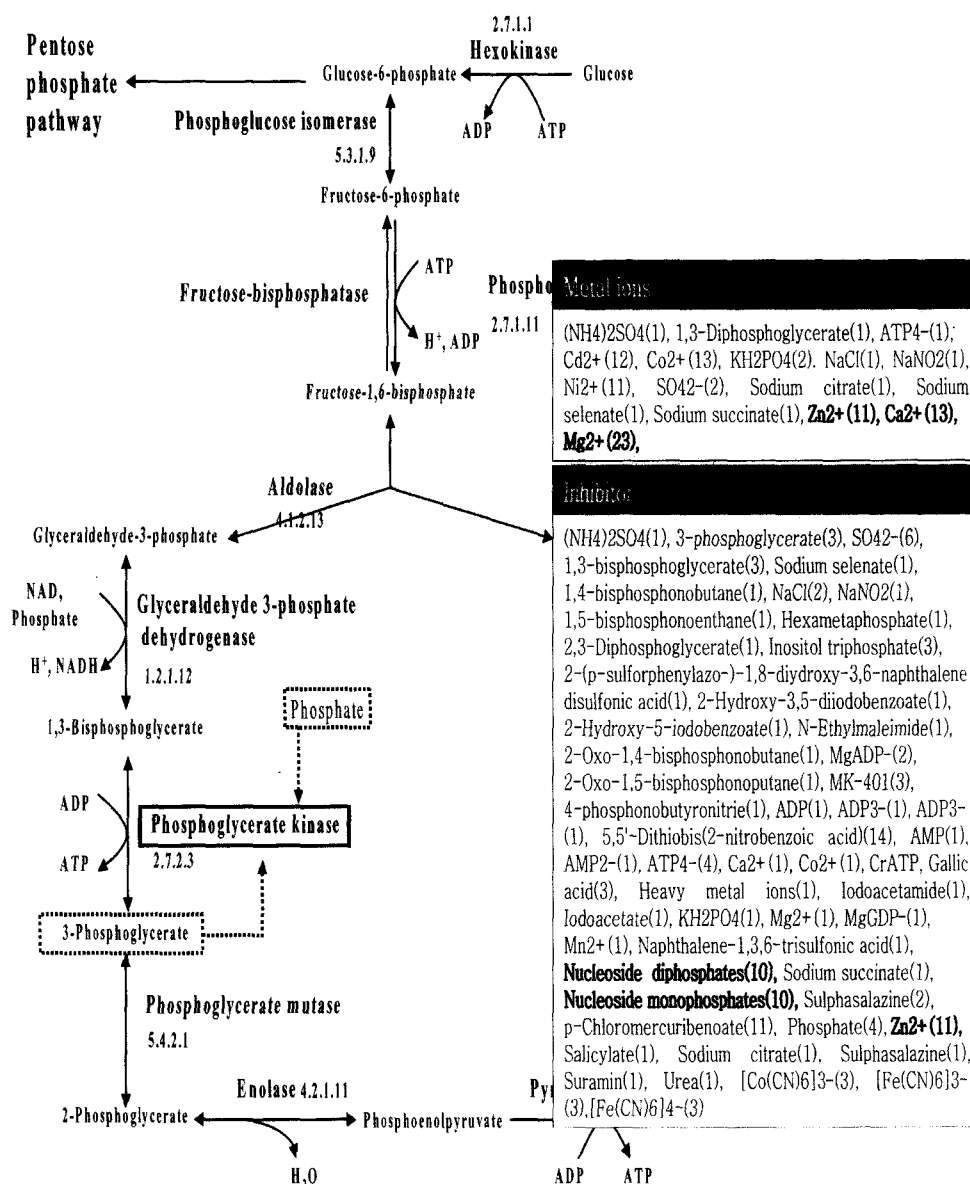 2.7.1.1
Hexokinase
Pentose
phosphate
pathway
Glucose-6-phosphate
Glucose
ADP
ATP
Phosphoglucose isomerase
5.3.1.9
Fructose-6-phosphate
ATP
Fructose-bisphosphatase
Phospho
2.7.1.11
H+, ADP
Fructose-1,6-bisphosphate
Aldolase
4.1.2.13
Glyceraldehyde-3-phosphate
NAD,
Phosphate
Glyceraldehyde 3-phosphate
dehydrogenase
H+, NADH
1.2.1.12
Phosphate
1,3-Bisphosphoglycerate
ADP
Phosphoglycerate kinase
ATP
2.7.2.3
3-Phosphoglycerate
Phosphoglycerate mutase
5.4.2.1
Enolase 4.2.1.11
2-Phosphoglycerate
Phosphoenolpyruvate
H2O
ADP
ATP
Metal ions
(NH4)2SO4(1), 1,3-Diphosphoglycerate(1), ATP4-(1);
Cd2+(12), Co2+(13), KH2PO4(2). NaCl(1), NaNO2(1),
Ni2+(11), SO42-(2), Sodium citrate(1), Sodium
selenate(1), Sodium succinate(1), Zn2+(11), Ca2+(13),
Mg2+(23),
Inhibitor
(NH4)2SO4(1), 3-phosphoglycerate(3), SO42-(6),
1,3-bisphosphoglycerate(3), Sodium selenate(1),
1,4-bisphosphonobutane(1), NaCl(2), NaNO2(1),
1,5-bisphosphonoenthane(1), Hexametaphosphate(1),
2,3-Diphosphoglycerate(1), Inositol triphosphate(3),
2-(p-sulforphenylazo-)-1,8-diydroxy-3,6-naphthalene
disulfonic acid(1), 2-Hydroxy-3,5-diiodobenzoate(1),
2-Hydroxy-5-iodobenzoate(1), N-Ethylmaleimide(1),
2-Oxo-1,4-bisphosphonobutane(1), MgADP-(2),
2-Oxo-1,5-bisphosphonoputane(1), MK-401(3),
4-phosphonobutyronitrie(1), ADP(1), ADP3-(1), ADP3-
(1), 5,5'-Dithiobis(2-nitrobenzoic acid)(14), AMP(1),
AMP2-(1), ATP4-(4), Ca2+(1), Co2+(1), CrATP, Gallic
acid(3), Heavy metal ions(1), Iodoacetamide(1),
Iodoacetate(1), KH2PO4(1), Mg2+(1), MgGDP-(1),
Mn2+(1), Naphthalene-1,3,6-trisulfonic acid(1),
Nucleoside diphosphates(10), Sodium succinate(1),
Nucleoside monophosphates(10), Sulphasalazine(2),
p-Chloromercuribenoate(11), Phosphate(4), Zn2+(11),
Salicylate(1), Sodium citrate(1), Sulphasalazine(1),
Suramin(1), Urea(1), [Co(CN)6]3-(3), [Fe(CN)6]3-
(3),[Fe(CN)6]4-(3)